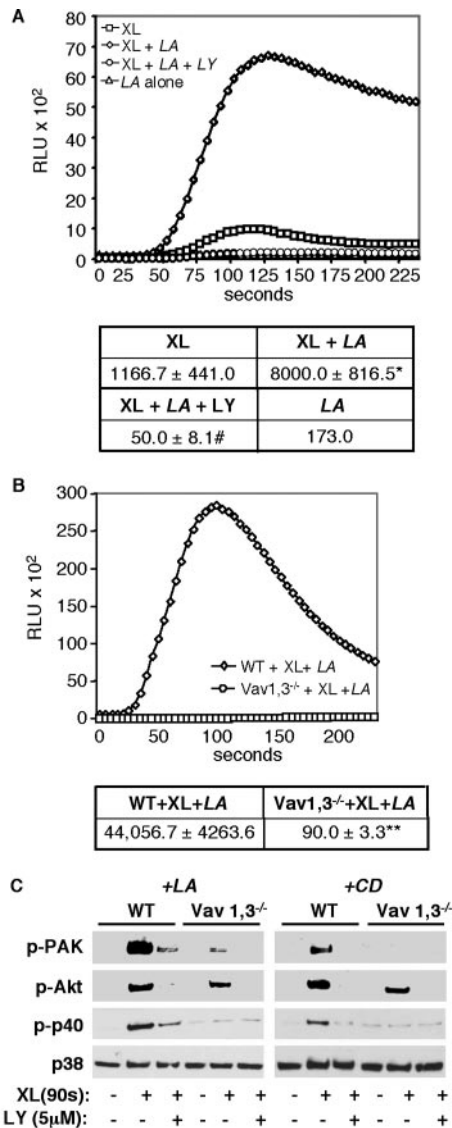 A
80
70
60
50
40
30
20
10
0
RLU x 10²
XL
XL + LA
XL + LA + LY
LA alone
0 25 50 75 100 125 150 175 200 225
seconds
XL XL + LA
1166.7 ± 441.0 8000.0 ± 816.5*
XL + LA + LY LA
50.0 ± 8.1# 173.0
B
300
250
200
150
100
50
0
RLU x 10²
WT + XL+ LA
Vav1,3-/- + XL +LA
0 50 100 150 200
seconds
WT+XL+LA Vav1,3-/-+XL+LA
44,056.7 ± 4263.6 90.0 ± 3.3**
C
+LA +CD
WT Vav 1,3-/- WT Vav 1,3-/-
p-PAK
p-Akt
p-p40
p38
XL(90s): - + + - + + - + + - + +
LY (5μM): - - + - - + - - + - - +